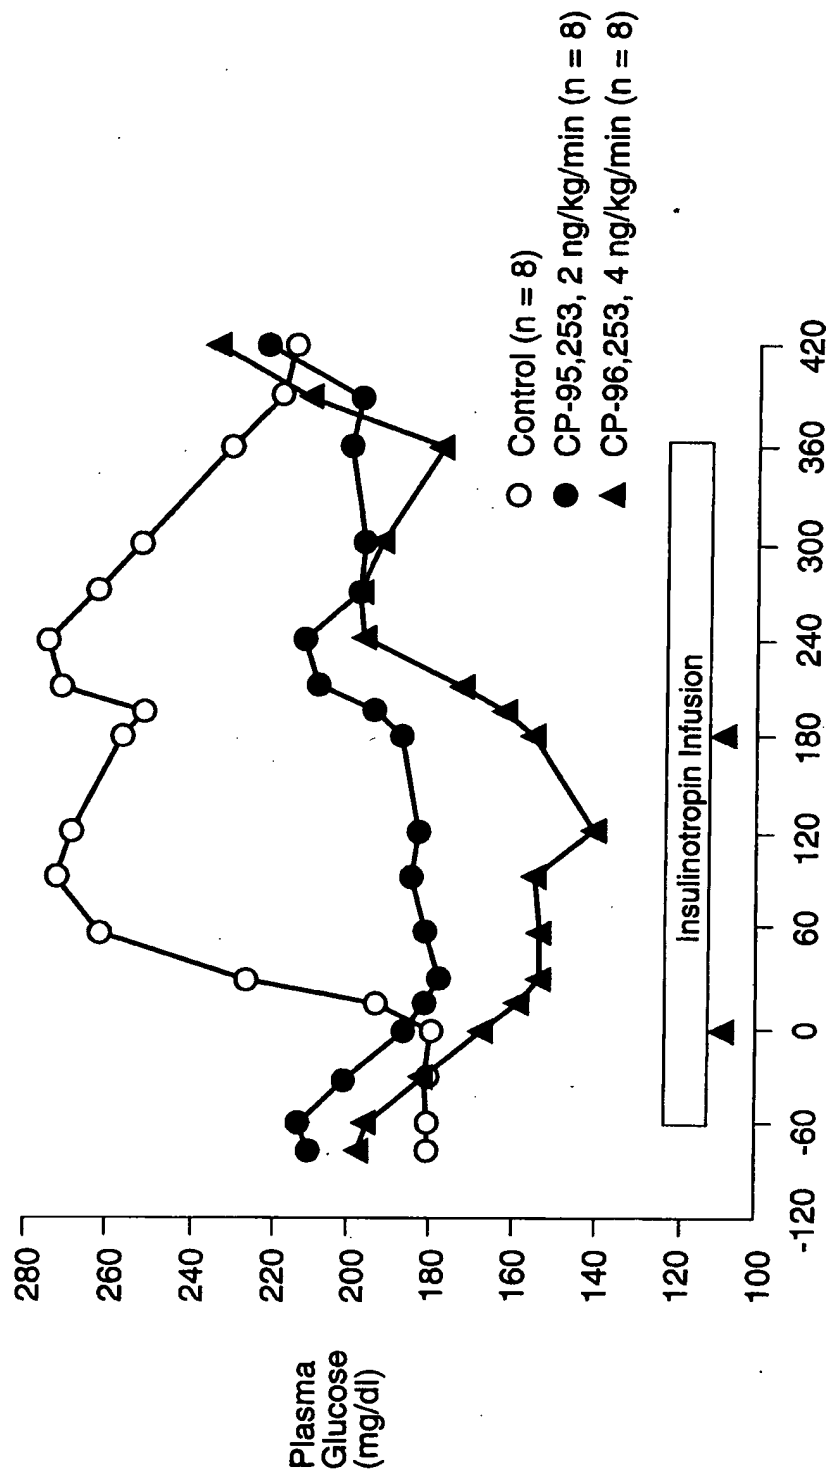 Plasma
Glucose
(mg/dl)
280
260
240
220
200
180
160
140
120
100
-120
-60
0
60
120
180
240
300
360
420
Insulinotropin Infusion
Control (n = 8)
CP-95,253, 2 ng/kg/min (n = 8)
CP-96,253, 4 ng/kg/min (n = 8)